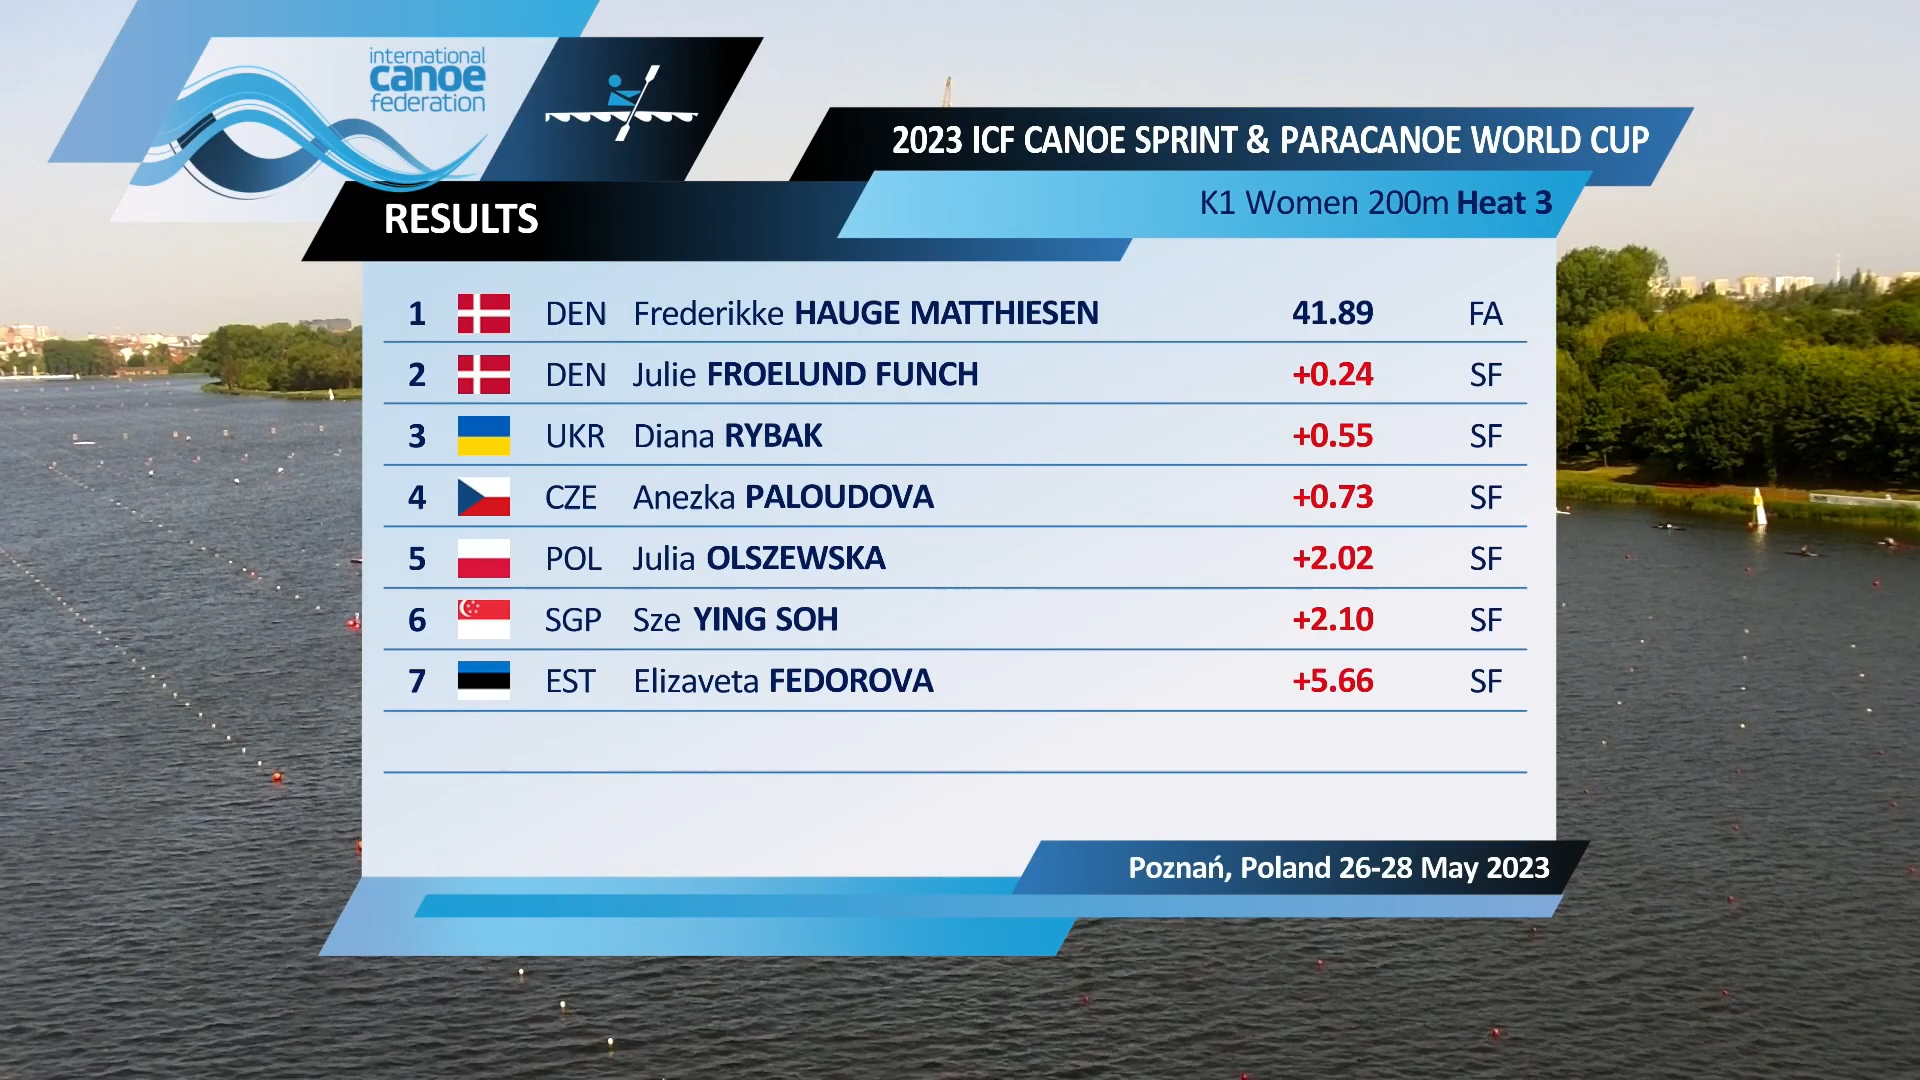 international
canoe
federation
2023 ICF CANOE SPRINT & PARACANOE WORLD CUP
K1 Women 200m Heat 3
RESULTS
1 DEN Frederikke HAUGE MATTHIESEN 41.89 FA
2 DEN Julie FROELUND FUNCH +0.24 SF
3 UKR Diana RYBAK +0.55 SF
4 CZE Anezka PALOUDOVA +0.73 SF
5 POL Julia OLSZEWSKA +2.02 SF
6 SGP Sze YING SOH +2.10 SF
7 EST Elizaveta FEDOROVA +5.66 SF
Poznań, Poland 26-28 May 2023